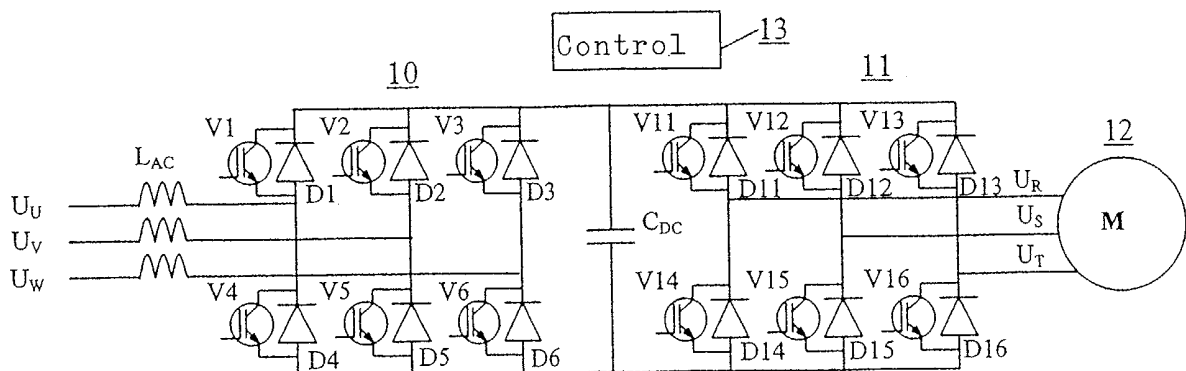 Control
13
10
11
12
V1
V2
V3
V11
V12
V13
L_AC
D1
D2
D3
D11
D12
D13
U_U
U_V
U_W
C_DC
U_R
U_S
U_T
M
V4
V5
V6
V14
V15
V16
D4
D5
D6
D14
D15
D16